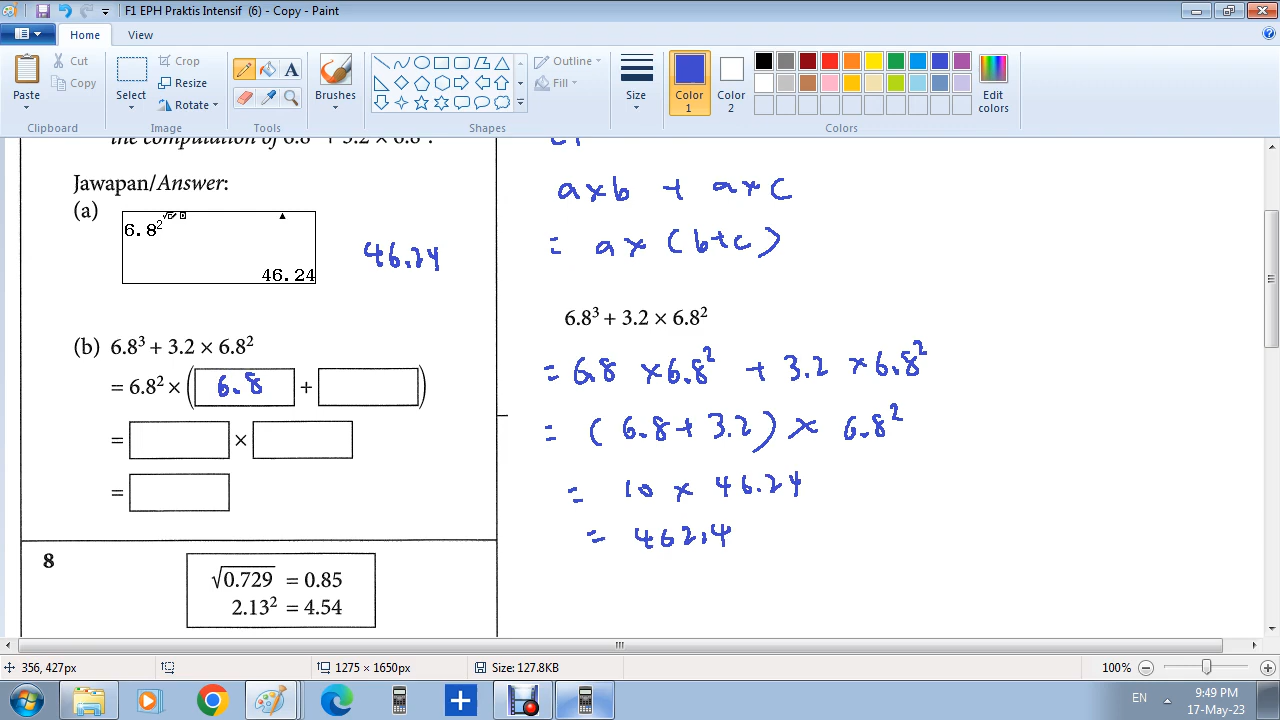 F1 EPH Praktis Intensif (6) - Copy - Paint
Home View
Paste Cut Copy
Clipboard
Select Crop Resize Rotate
Image
A
Tools
Brushes
Outline Fill
Shapes
Size
Color 1 Color 2 Edit colors
Colors
the computation of 6.8³ + 3.2 × 6.8².
Jawapan/Answer:
(a)
6.8²
46.24
46.24
(b) 6.8³ + 3.2 × 6.8²
= 6.8² × ( 6.8 + )
= ×
=
8
√0.729 = 0.85
2.13² = 4.54
a×b + a×c
= a × (b+c)
6.8³ + 3.2 × 6.8²
= 6.8 × 6.8² + 3.2 × 6.8²
= (6.8 + 3.2) × 6.8²
= 10 × 46.24
= 462.4
356, 427px 1275 × 1650px Size: 127.8KB 100%
EN 9:49 PM
17-May-23